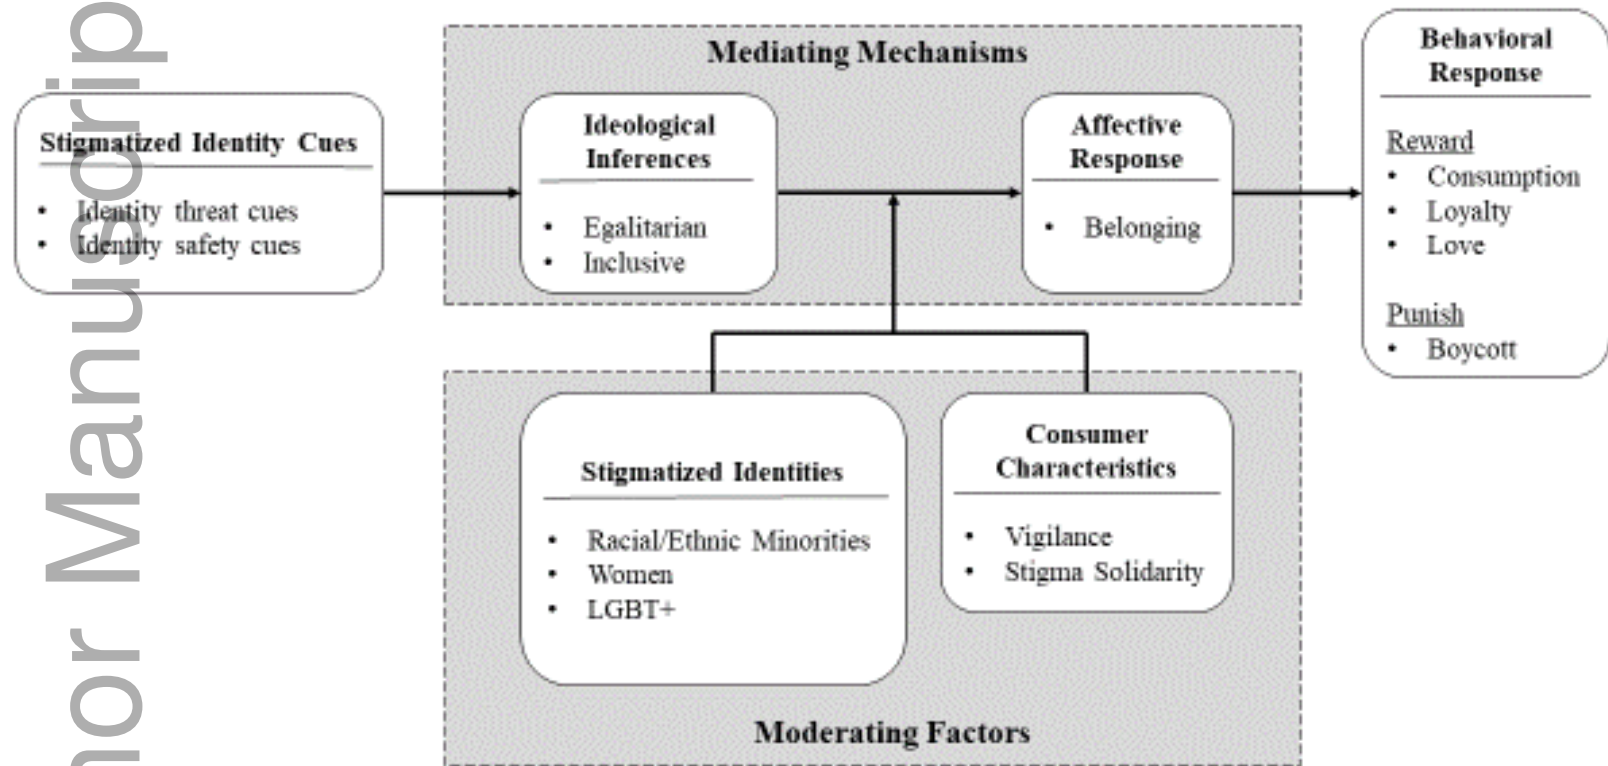 Mediating Mechanisms
Stigmatized Identity Cues
• Identity threat cues
• Identity safety cues
Ideological
Inferences
• Egalitarian
• Inclusive
Affective
Response
• Belonging
Behavioral
Response
Reward
• Consumption
• Loyalty
• Love
Punish
• Boycott
Stigmatized Identities
• Racial/Ethnic Minorities
• Women
• LGBT+
Consumer
Characteristics
• Vigilance
• Stigma Solidarity
Moderating Factors
hor Manuscrip